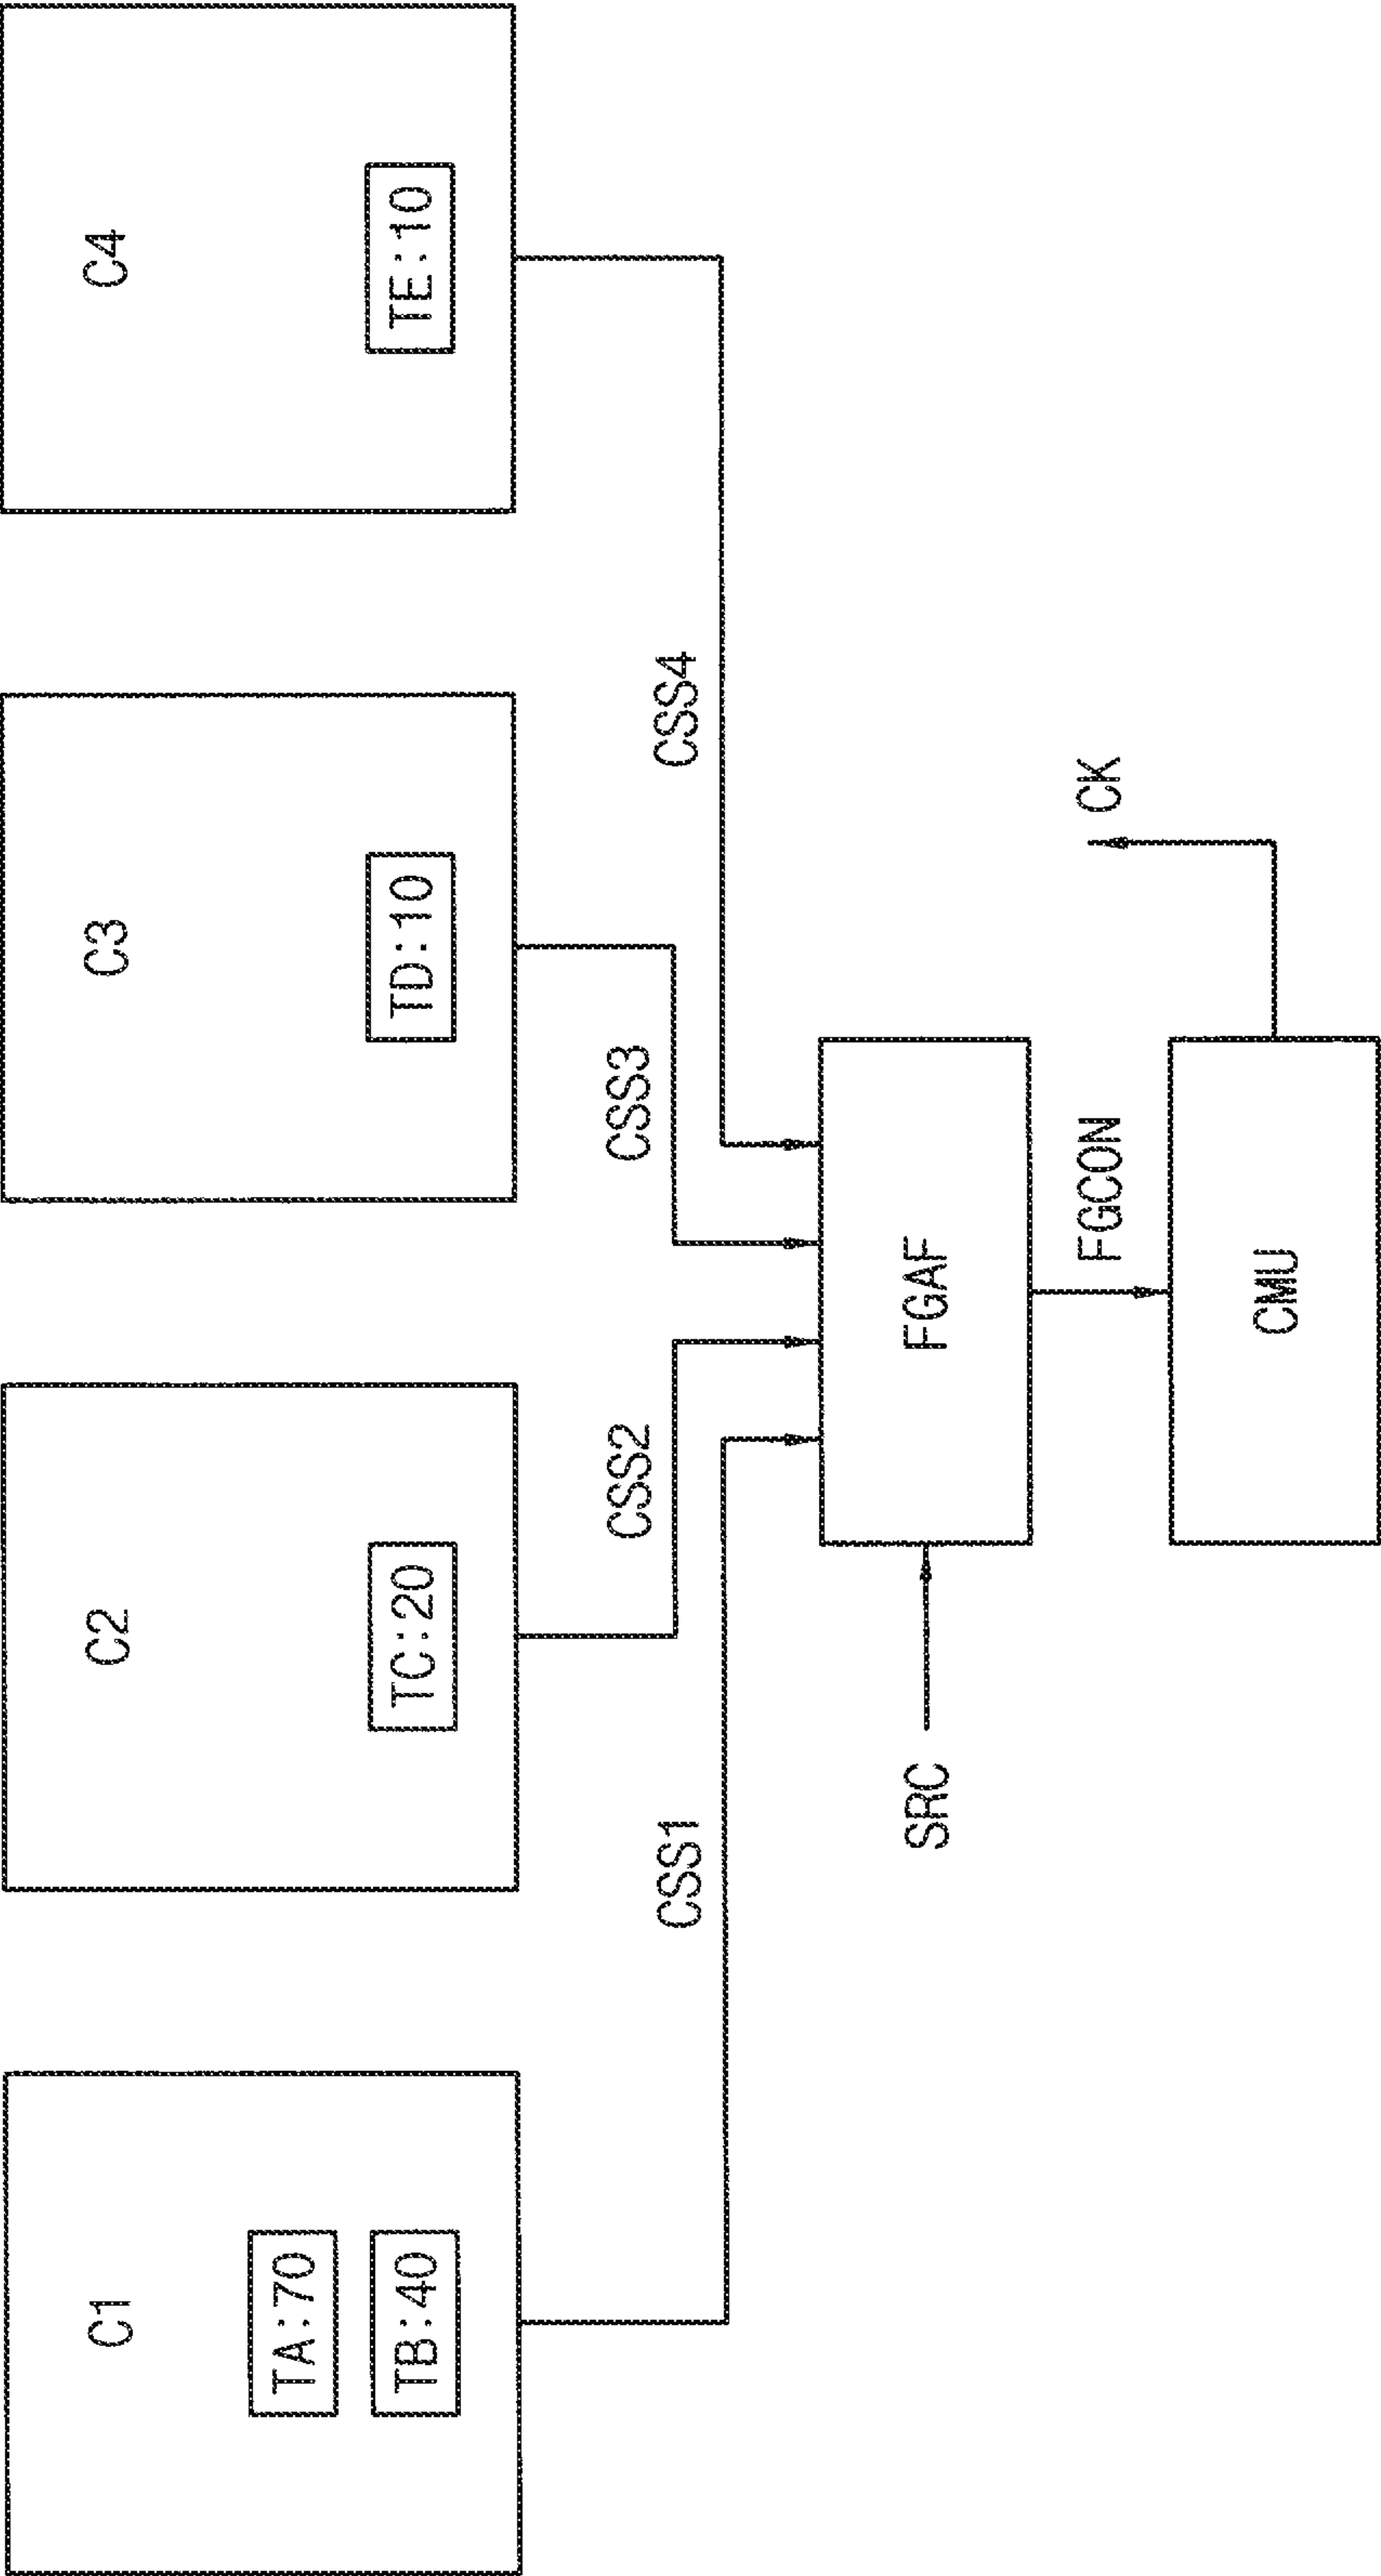 C1
C2
C3
C4
TA:70
TB:40
TC:20
TD:10
TE:10
CSS1
CSS2
CSS3
CSS4
SRC
FGAF
FGCON
CK
CMU